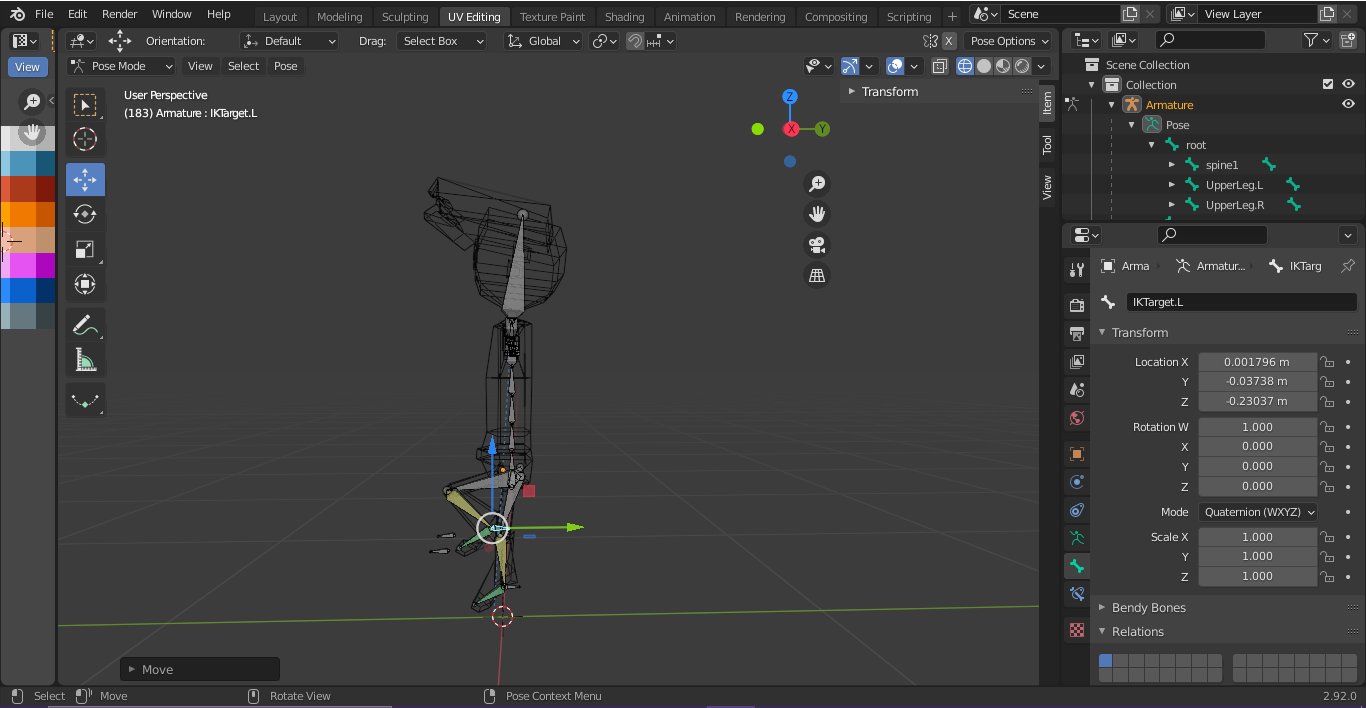 File Edit Render Window Help Layout Modeling Sculpting UV Editing Texture Paint Shading Animation Rendering Compositing Scripting + Scene View Layer
Orientation: Default Drag: Select Box Global X Pose Options
View Pose Mode View Select Pose
User Perspective
(183) Armature : IKTarget.L
Transform
Z
X
Y
Item
Tool
View
Scene Collection
Collection
Armature
Pose
root
spine1
UpperLeg.L
UpperLeg.R
Arma Armatur... IKTarg
IKTarget.L
Transform
Location X 0.001796 m
Y -0.03738 m
Z -0.23037 m
Rotation W 1.000
X 0.000
Y 0.000
Z 0.000
Mode Quaternion (WXYZ)
Scale X 1.000
Y 1.000
Z 1.000
Bendy Bones
Relations
Move
Select Move Rotate View Pose Context Menu 2.92.0